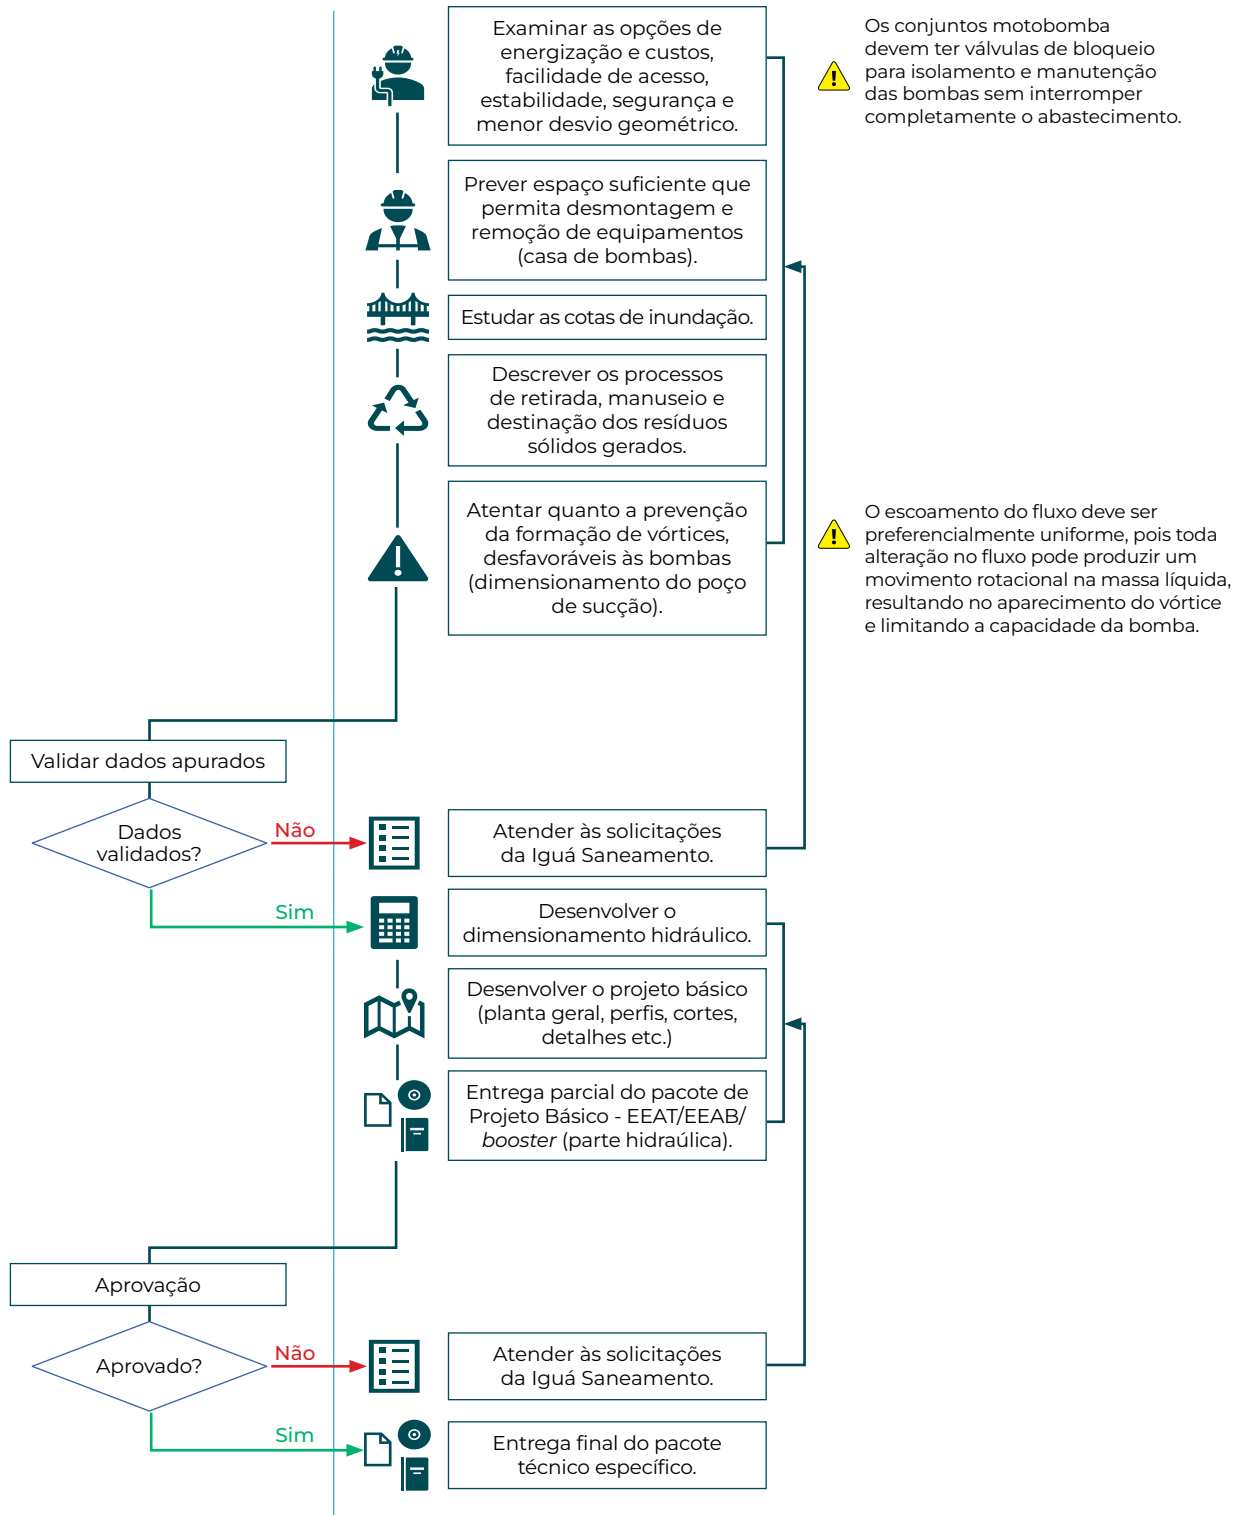 Examinar as opções de
energização e custos,
facilidade de acesso,
estabilidade, segurança e
menor desvio geométrico.
Os conjuntos motobomba
devem ter válvulas de bloqueio
para isolamento e manutenção
das bombas sem interromper
completamente o abastecimento.
Prever espaço suficiente que
permita desmontagem e
remoção de equipamentos
(casa de bombas).
Estudar as cotas de inundação.
Descrever os processos
de retirada, manuseio e
destinação dos resíduos
sólidos gerados.
Atentar quanto a prevenção
da formação de vórtices,
desfavoráveis às bombas
(dimensionamento do poço
de sucção).
O escoamento do fluxo deve ser
preferencialmente uniforme, pois toda
alteração no fluxo pode produzir um
movimento rotacional na massa líquida,
resultando no aparecimento do vórtice
e limitando a capacidade da bomba.
Validar dados apurados
Dados
validados?
Não
Atender às solicitações
da Iguá Saneamento.
Sim
Desenvolver o
dimensionamento hidráulico.
Desenvolver o projeto básico
(planta geral, perfis, cortes,
detalhes etc.)
Entrega parcial do pacote de
Projeto Básico - EEAT/EEAB/
booster (parte hidraúlica).
Aprovação
Aprovado?
Não
Atender às solicitações
da Iguá Saneamento.
Sim
Entrega final do pacote
técnico específico.